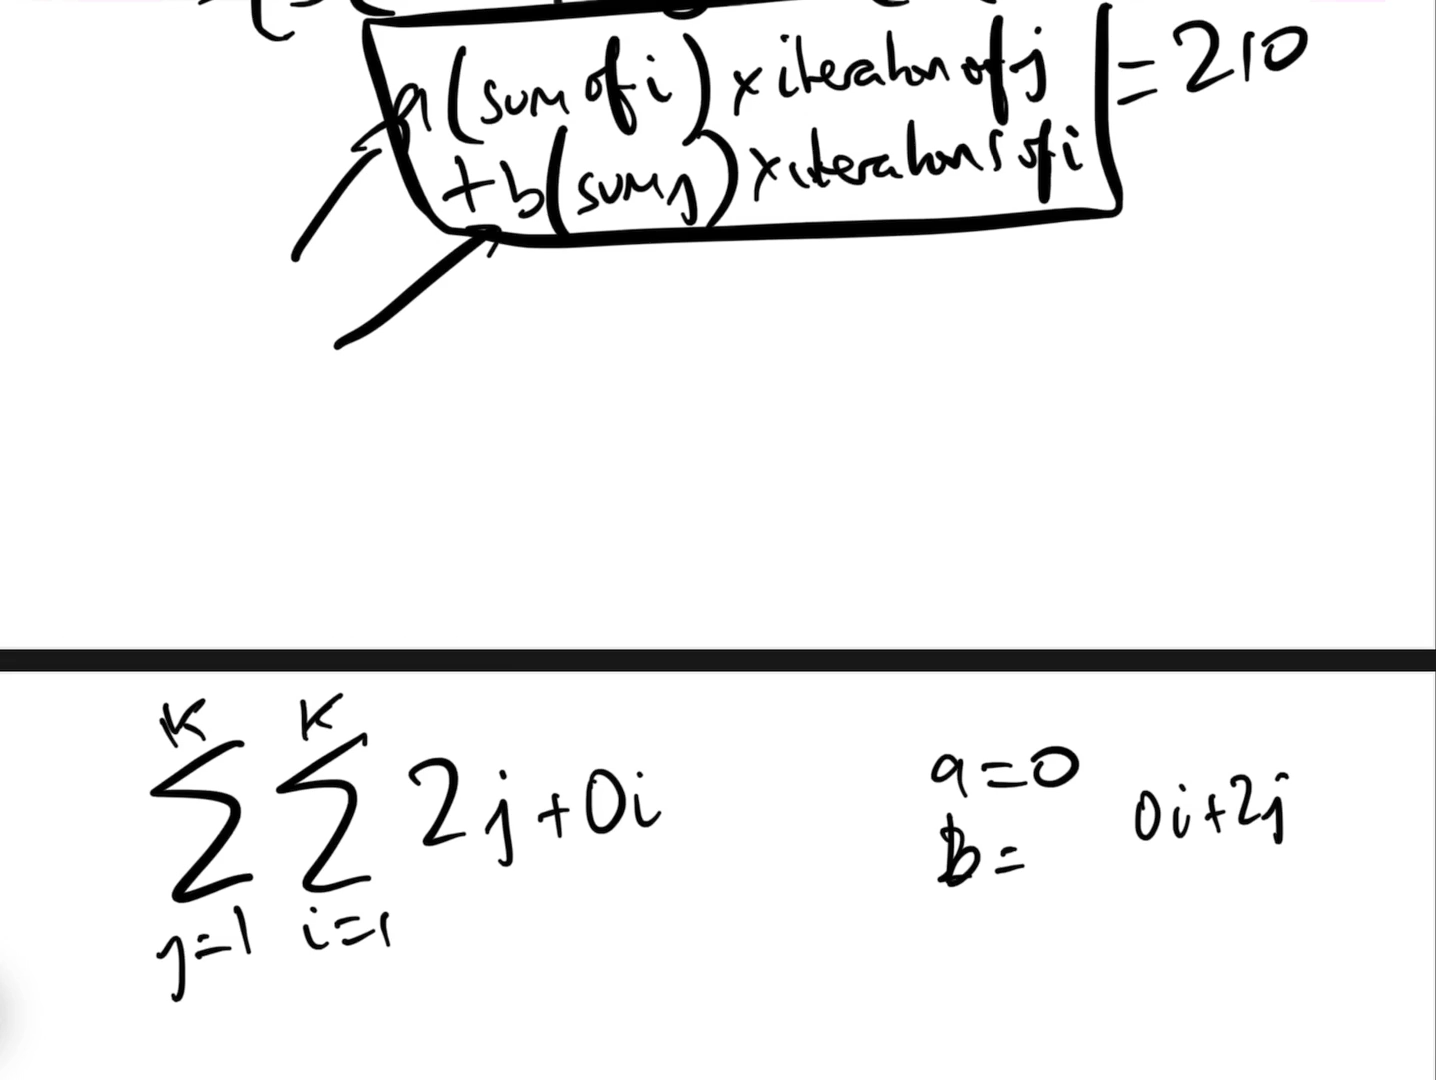 a(sum of i) x iteration of j = 210
+ b(sum j) x iterations of i
K K
∑ ∑ 2j + 0i
j=1 i=1
a=0
b=
0i+2j